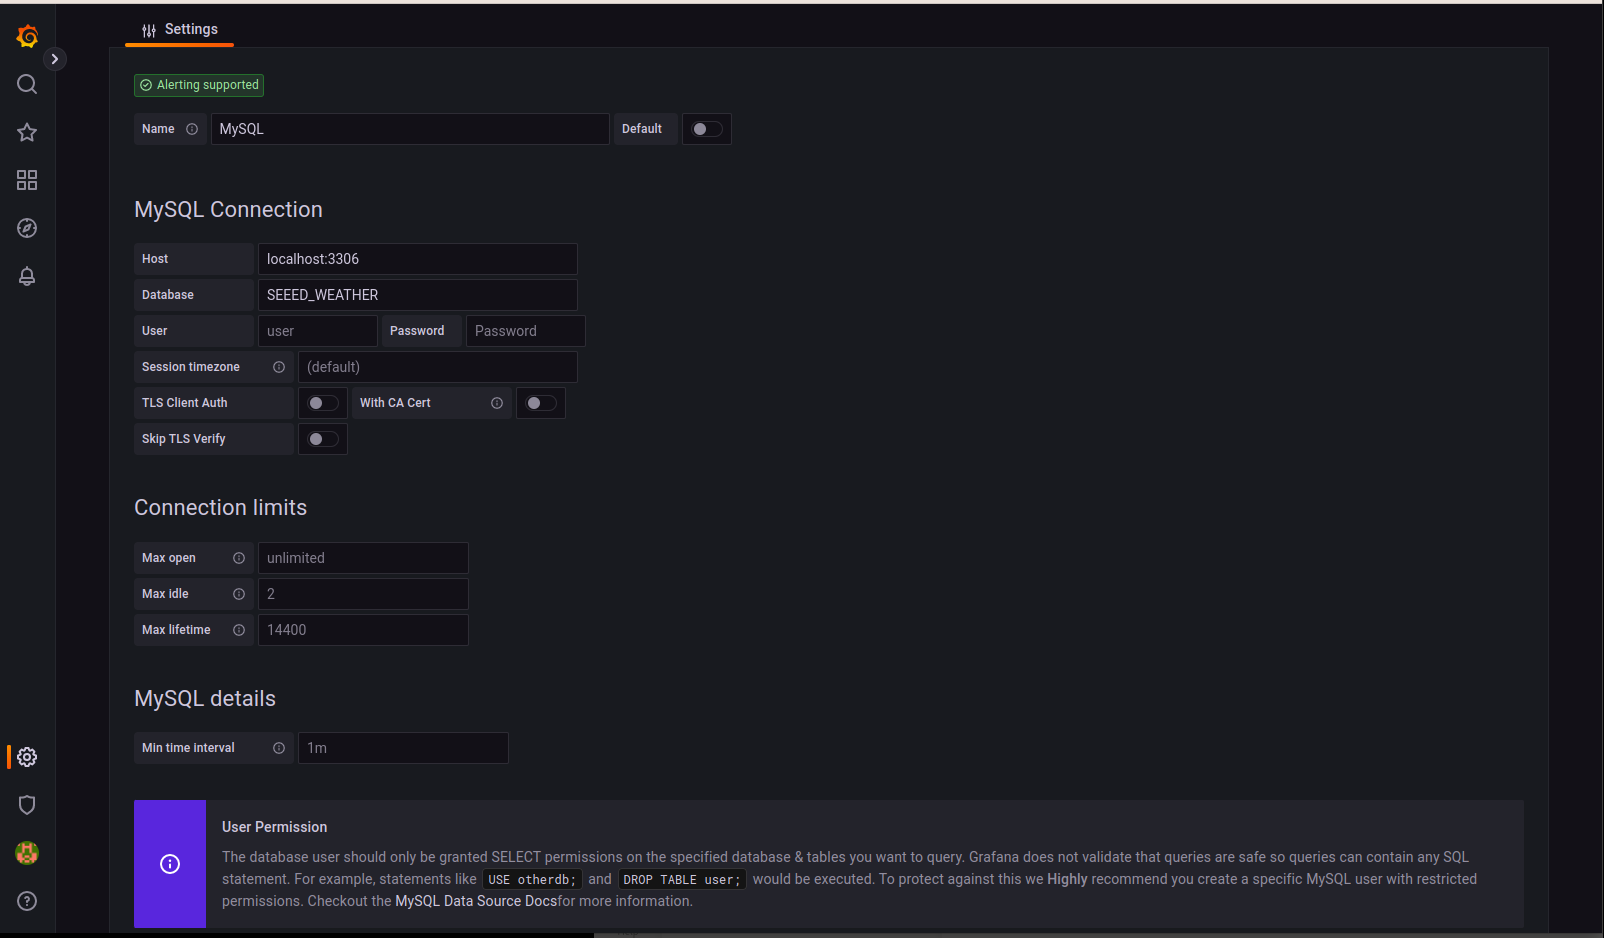 Settings
Alerting supported
Name MySQL Default
MySQL Connection
Host localhost:3306
Database SEEED_WEATHER
User user Password Password
Session timezone (default)
TLS Client Auth With CA Cert
Skip TLS Verify
Connection limits
Max open unlimited
Max idle 2
Max lifetime 14400
MySQL details
Min time interval 1m
User Permission
The database user should only be granted SELECT permissions on the specified database & tables you want to query. Grafana does not validate that queries are safe so queries can contain any SQL
statement. For example, statements like USE otherdb; and DROP TABLE user; would be executed. To protect against this we Highly recommend you create a specific MySQL user with restricted
permissions. Checkout the MySQL Data Source Docsfor more information.